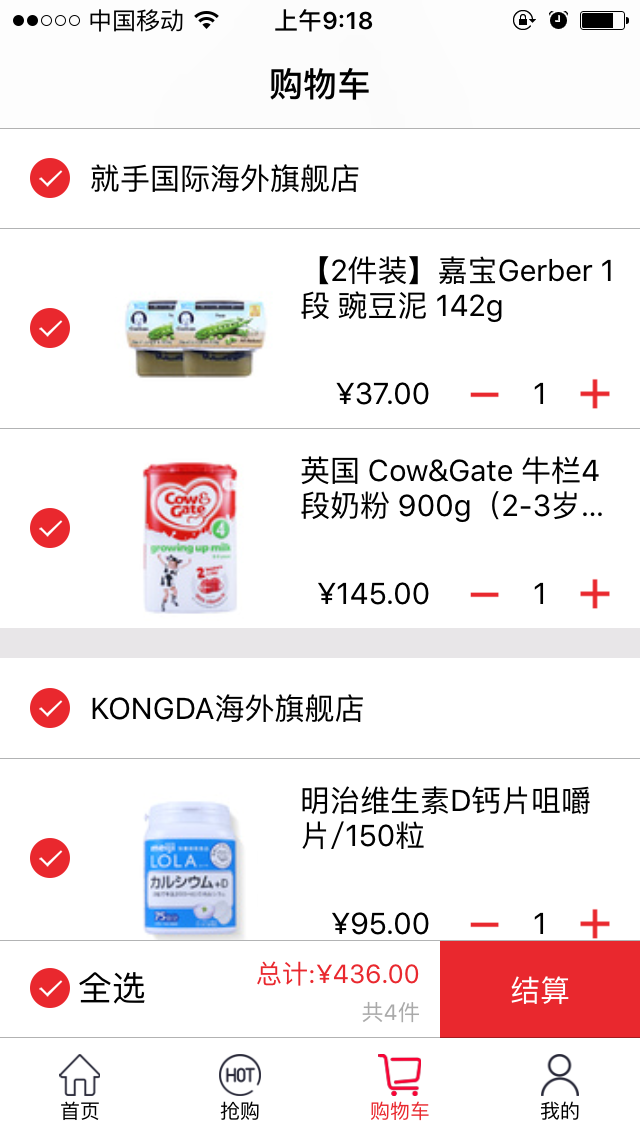 中国移动
上午9:18
购物车
就手国际海外旗舰店
【2件装】嘉宝Gerber 1
段 豌豆泥 142g
¥37.00
1
Cow&
Gate
4
growing up milk
2
英国 Cow&Gate 牛栏4
段奶粉 900g（2-3岁...
¥145.00
1
KONGDA海外旗舰店
meiji
LOLA
カルシウム+D
75
明治维生素D钙片咀嚼
片/150粒
¥95.00
1
全选
总计:¥436.00
共4件
结算
首页
HOT
抢购
购物车
我的